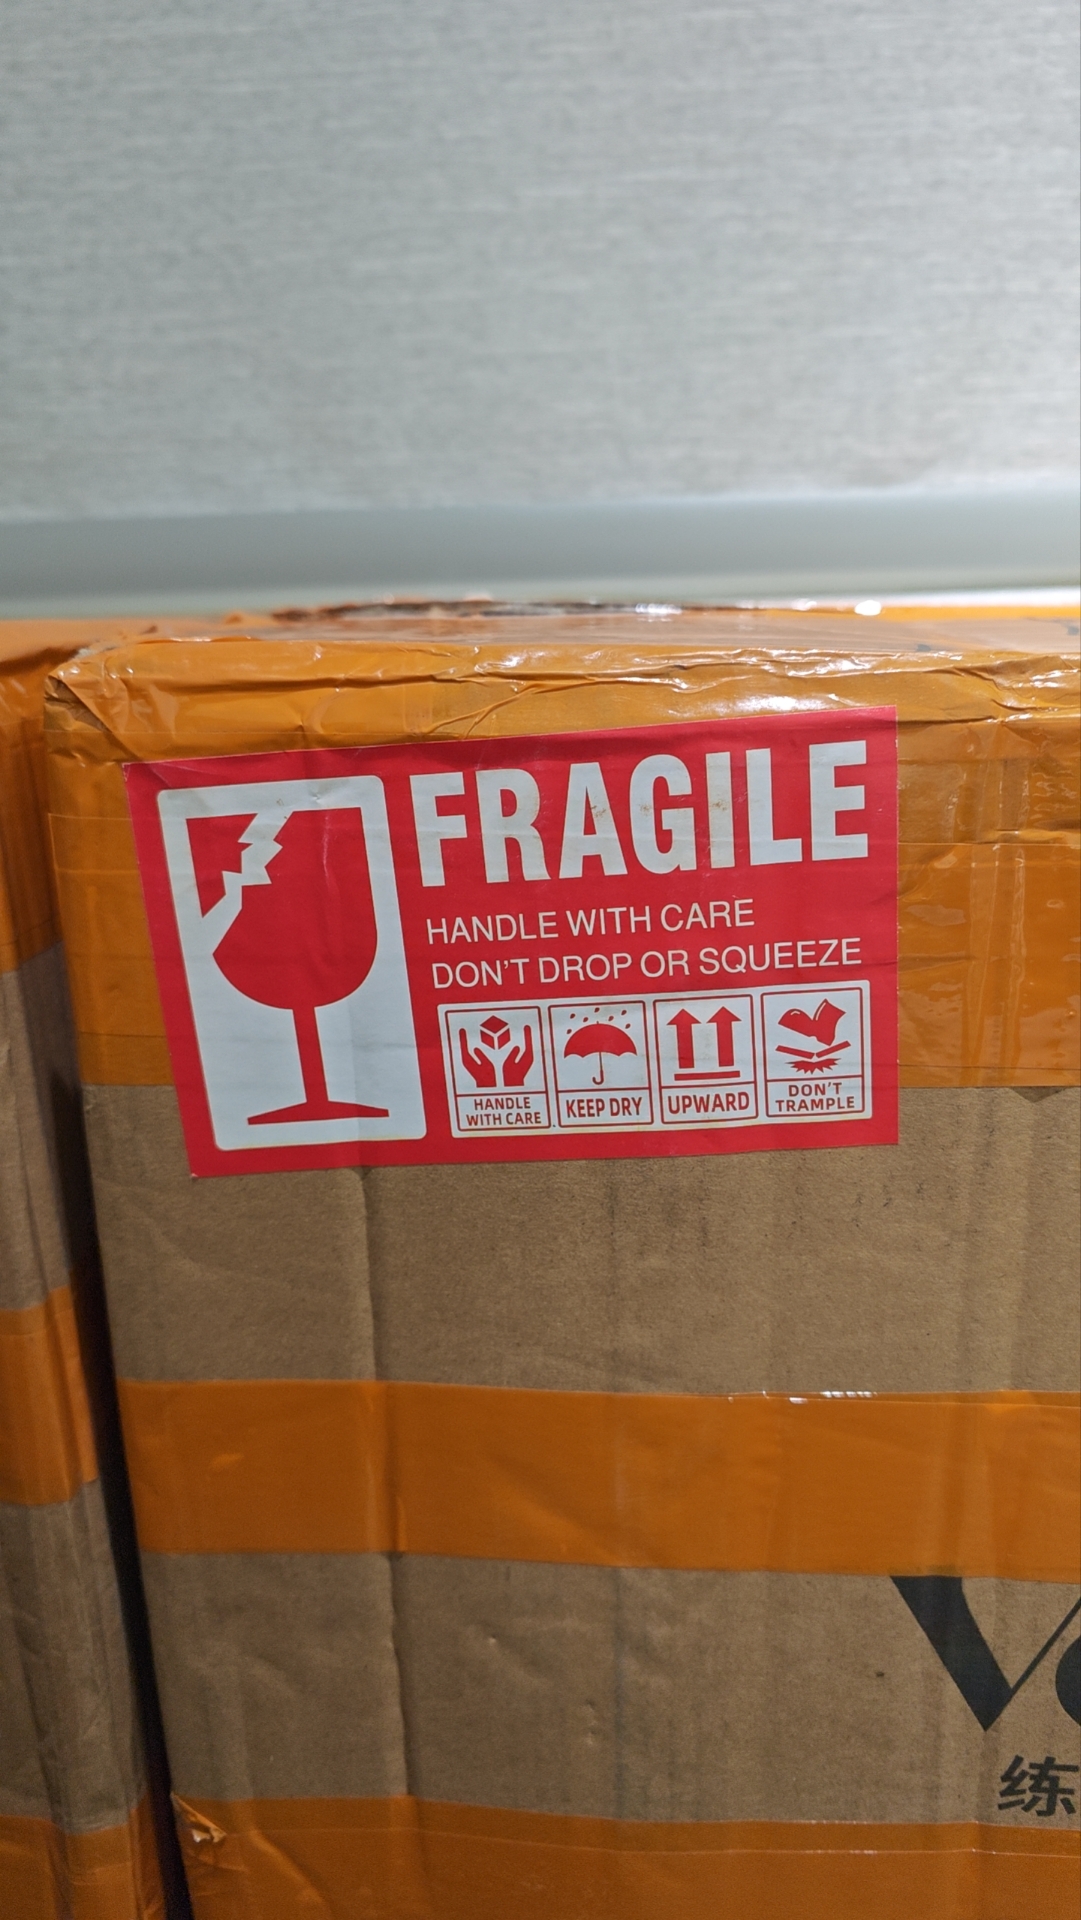 FRAGILE
HANDLE WITH CARE
DON'T DROP OR SQUEEZE
HANDLE
WITH CARE
KEEP DRY
UPWARD
DON'T
TRAMPLE
练